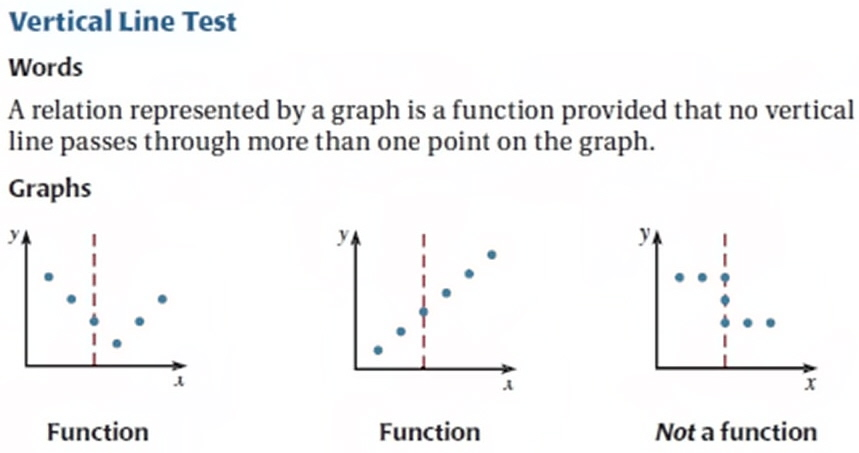 Vertical Line Test
Words
A relation represented by a graph is a function provided that no vertical
line passes through more than one point on the graph.
Graphs
y y y
x x x
Function Function Not a function